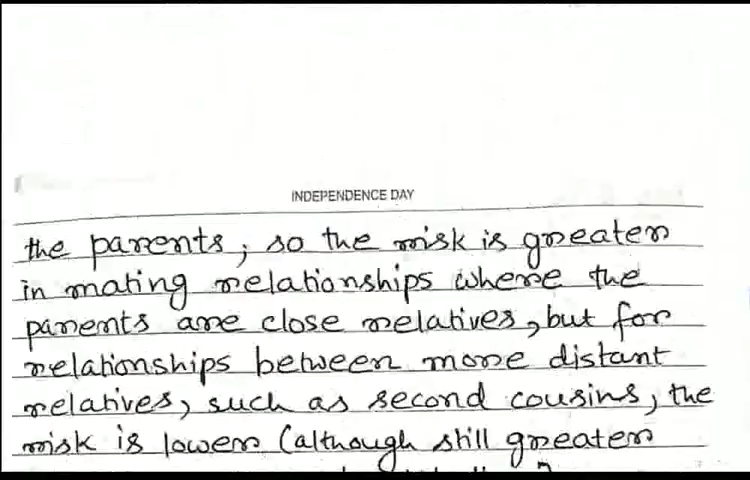 INDEPENDENCE DAY
the parents; so the risk is greater
in mating relationships where the
parents are close relatives, but for
relationships between more distant
relatives, such as second cousins, the
risk is lower (although still greater